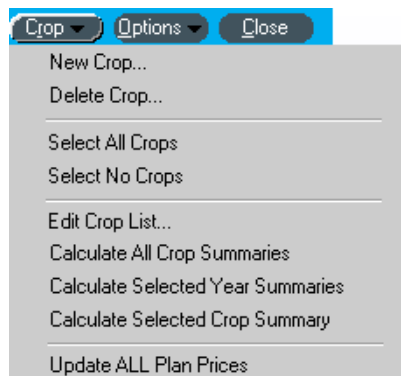 Crop Options Close
New Crop...
Delete Crop...
Select All Crops
Select No Crops
Edit Crop List...
Calculate All Crop Summaries
Calculate Selected Year Summaries
Calculate Selected Crop Summary
Update ALL Plan Prices